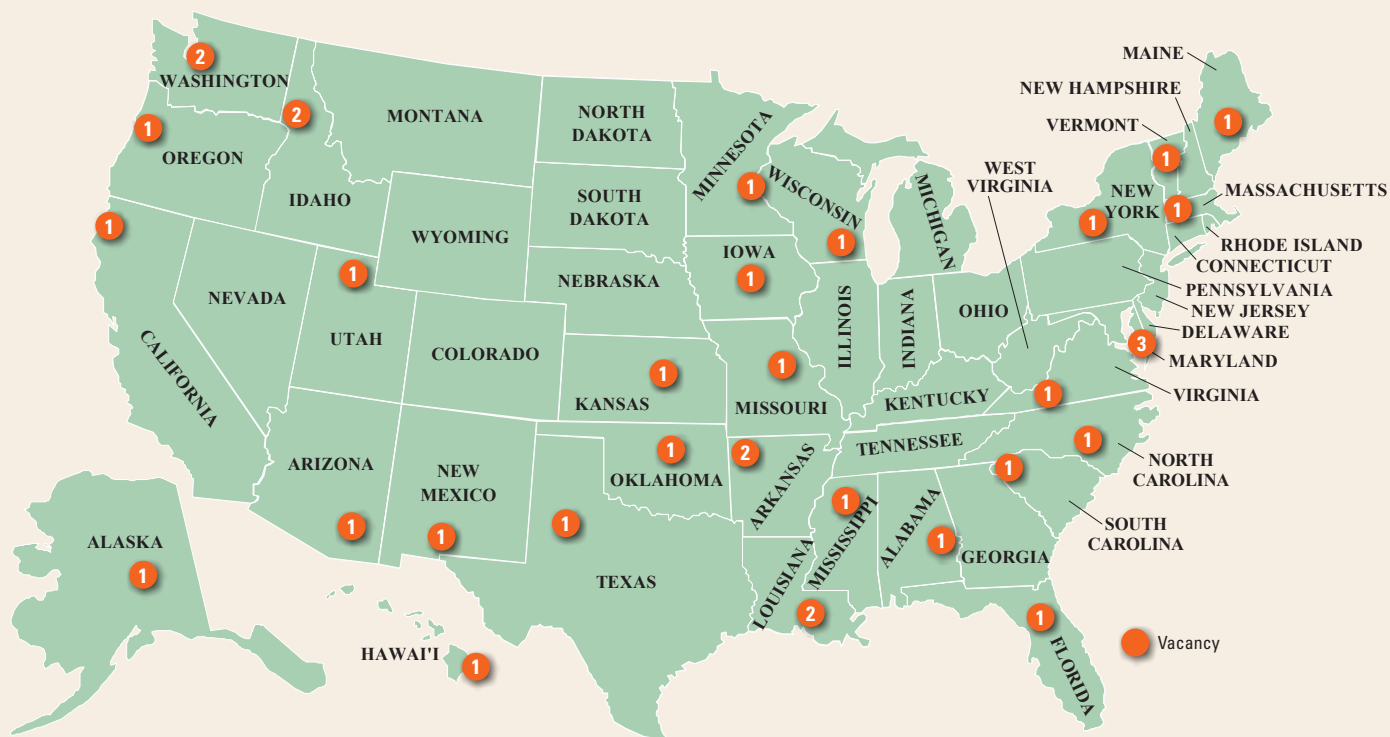 MAINE
NEW HAMPSHIRE
VERMONT
2
WASHINGTON
2
1
OREGON
MONTANA
NORTH
DAKOTA
MINNESOTA
1
WISCONSIN
1
MICHIGAN
WEST
VIRGINIA
1
1
NEW
YORK
1
1
MASSACHUSETTS
RHODE ISLAND
CONNECTICUT
PENNSYLVANIA
NEW JERSEY
DELAWARE
3
MARYLAND
VIRGINIA
IDAHO
SOUTH
DAKOTA
WYOMING
1
IOWA
1
NEBRASKA
NEVADA
1
UTAH
COLORADO
CALIFORNIA
1
KANSAS
1
MISSOURI
ILLINOIS
INDIANA
OHIO
KENTUCKY
1
TENNESSEE
1
NORTH
CAROLINA
1
SOUTH
CAROLINA
ARIZONA
1
NEW
MEXICO
1
1
OKLAHOMA
2
ARKANSAS
1
TEXAS
LOUISIANA
2
1
MISSISSIPPI
ALABAMA
1
GEORGIA
1
FLORIDA
ALASKA
1
HAWAI'I
1
Vacancy